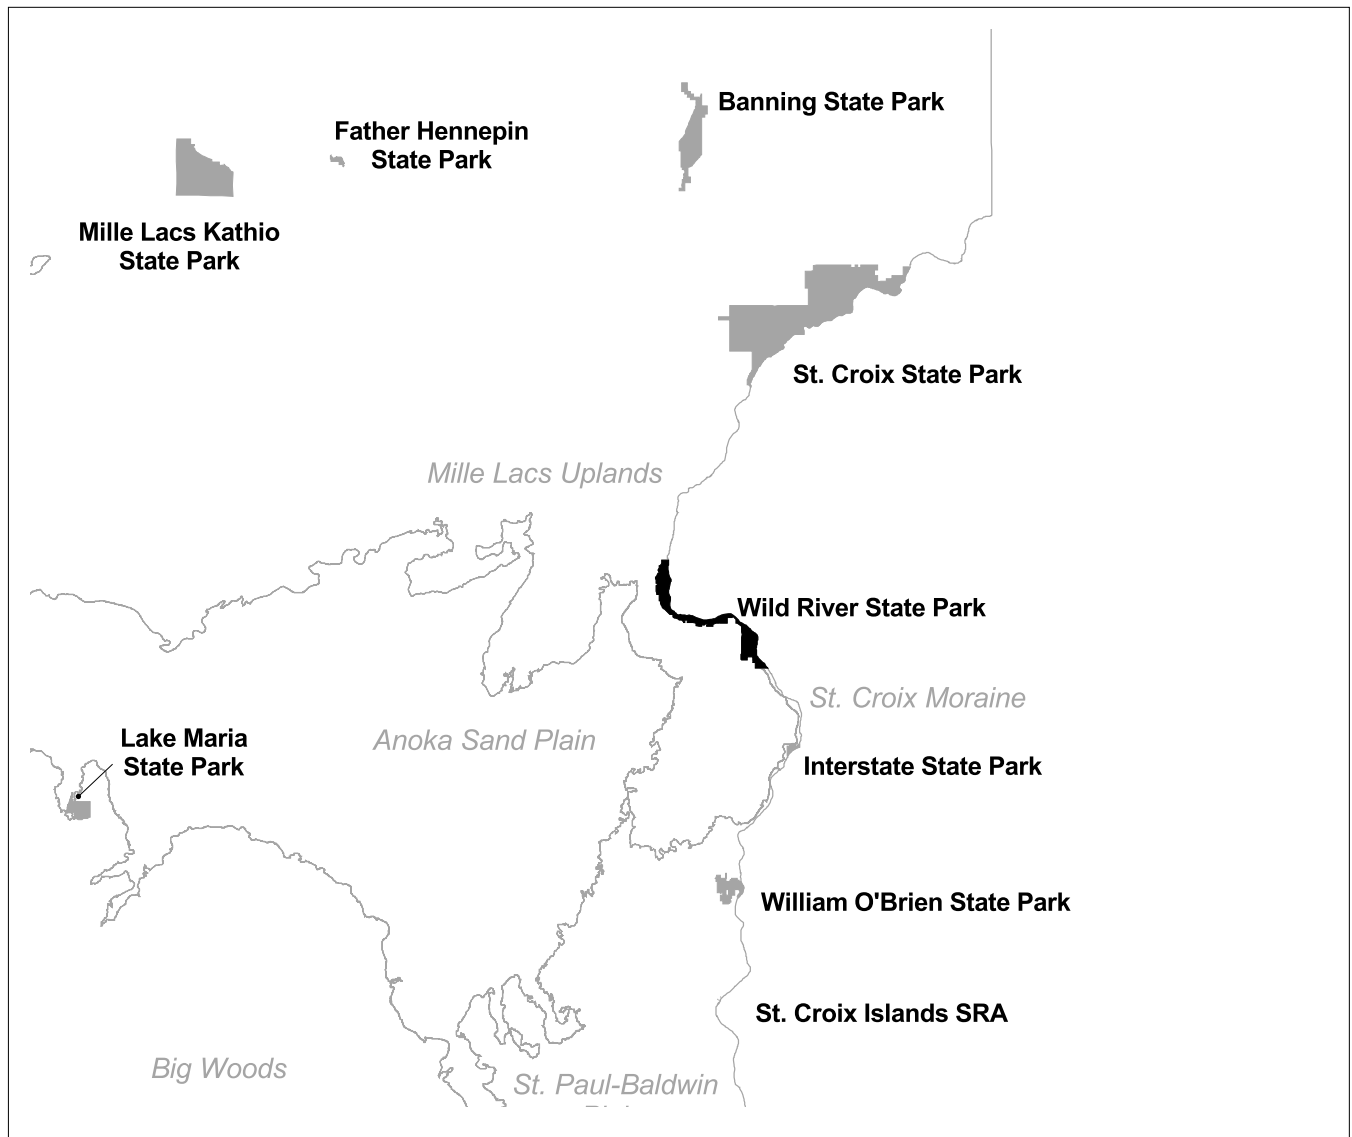 Banning State Park
Father Hennepin
State Park
Mille Lacs Kathio
State Park
St. Croix State Park
Mille Lacs Uplands
Wild River State Park
St. Croix Moraine
Anoka Sand Plain
Lake Maria
State Park
Interstate State Park
William O'Brien State Park
St. Croix Islands SRA
Big Woods
St. Paul-Baldwin